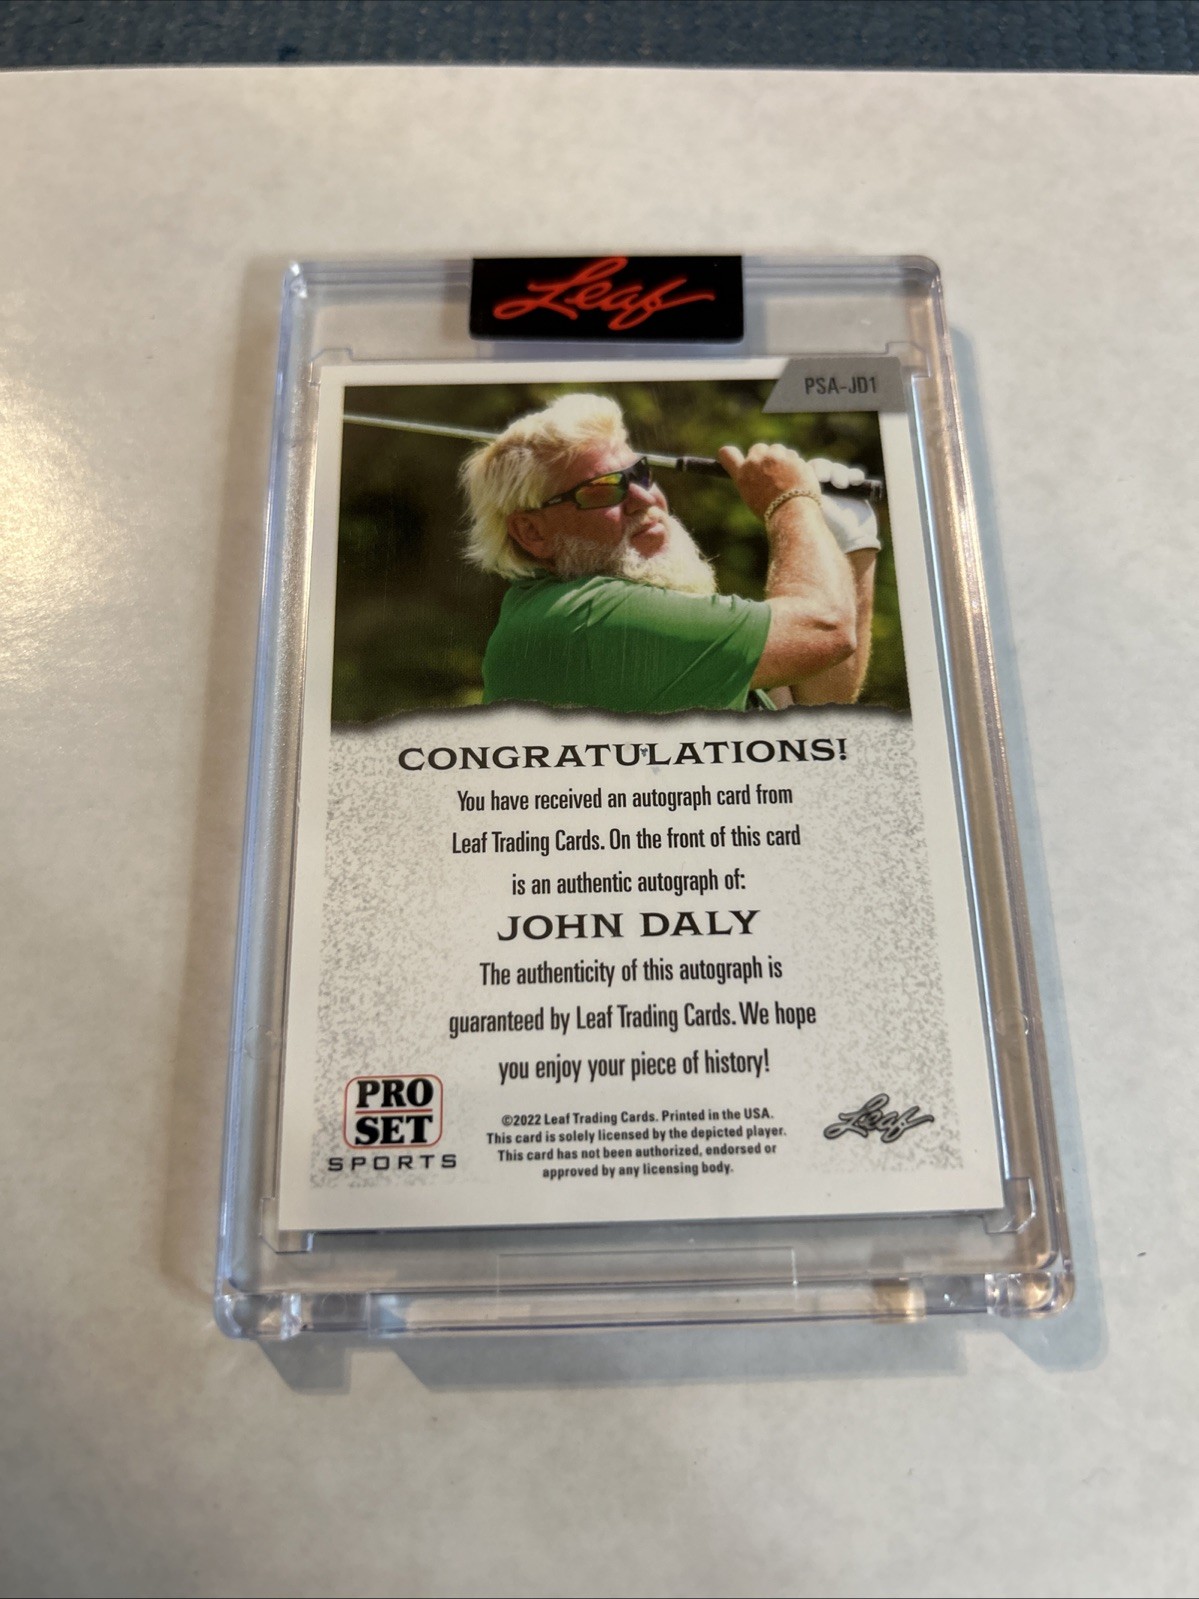 Leaf
PSA-JD1
CONGRATULATIONS!
You have received an autograph card from
Leaf Trading Cards. On the front of this card
is an authentic autograph of:
JOHN DALY
The authenticity of this autograph is
guaranteed by Leaf Trading Cards. We hope
you enjoy your piece of history!
PRO
SET
SPORTS
©2022 Leaf Trading Cards. Printed in the USA.
This card is solely licensed by the depicted player.
This card has not been authorized, endorsed or
approved by any licensing body.
Leaf